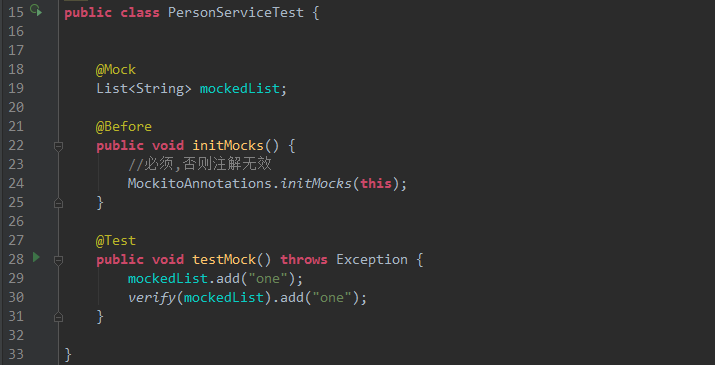 15 public class PersonServiceTest {
16
17
18 @Mock
19 List<String> mockedList;
20
21 @Before
22 public void initMocks() {
23 //必须,否则注解无效
24 MockitoAnnotations.initMocks(this);
25 }
26
27 @Test
28 public void testMock() throws Exception {
29 mockedList.add("one");
30 verify(mockedList).add("one");
31 }
32
33 }